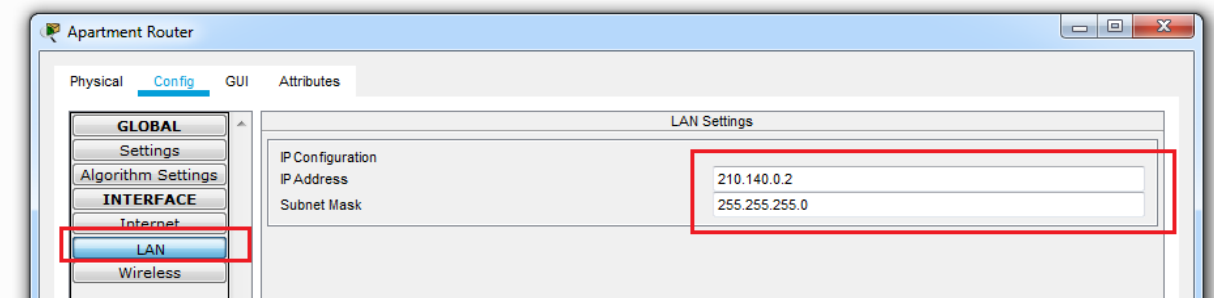 Apartment Router
Physical Config GUI Attributes
GLOBAL
Settings
Algorithm Settings
INTERFACE
Internet
LAN
Wireless
LAN Settings
IP Configuration
IP Address 210.140.0.2
Subnet Mask 255.255.255.0